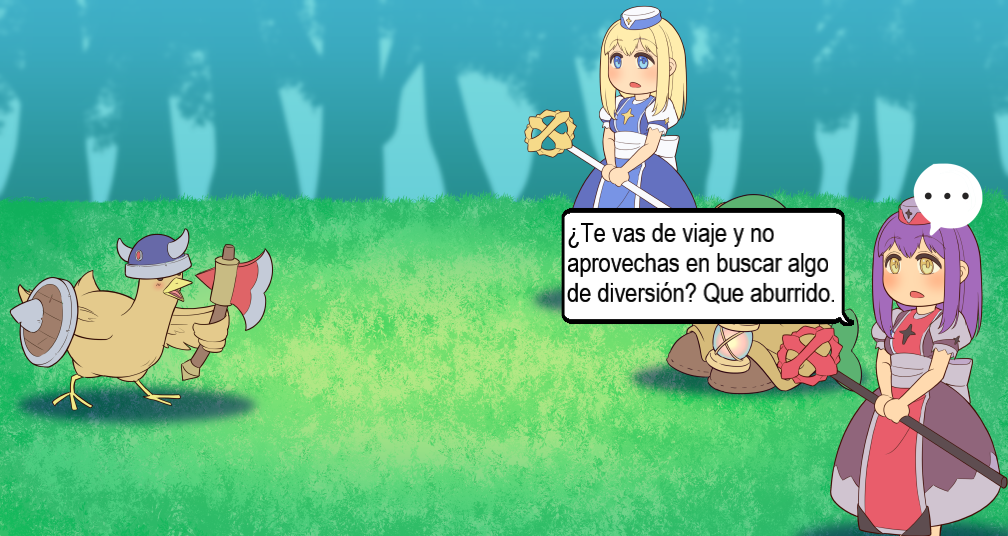 ...
¿Te vas de viaje y no
aprovechas en buscar algo
de diversión? Que aburrido.